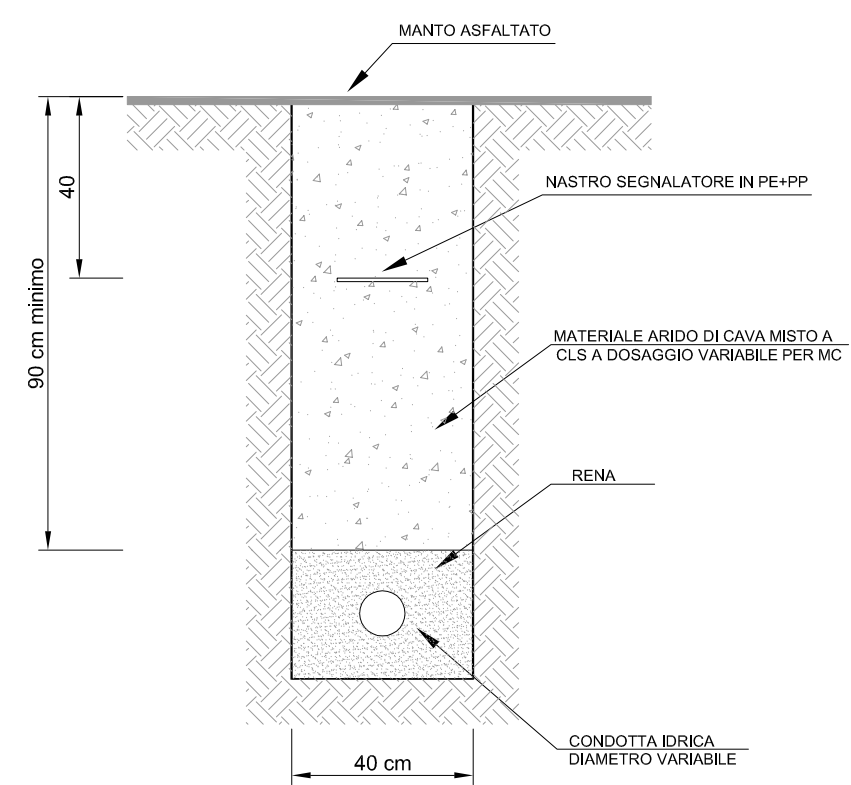 MANTO ASFALTATO
NASTRO SEGNALATORE IN PE+PP
40
90 cm minimo
MATERIALE ARIDO DI CAVA MISTO A
CLS A DOSAGGIO VARIABILE PER MC
RENA
CONDOTTA IDRICA
DIAMETRO VARIABILE
40 cm